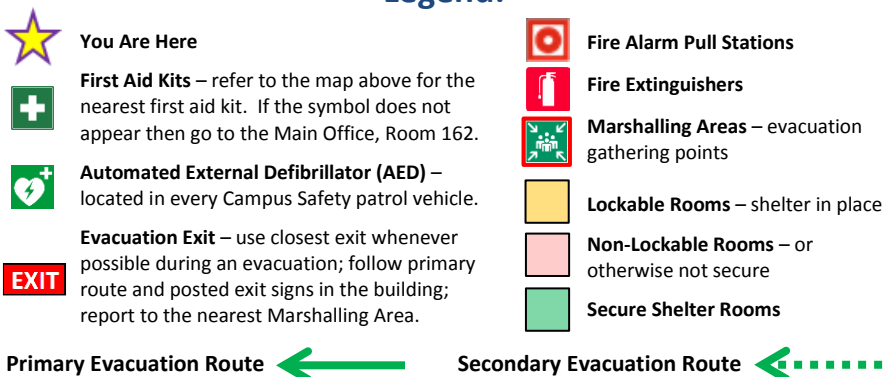 Legend:
You Are Here
First Aid Kits – refer to the map above for the
nearest first aid kit. If the symbol does not
appear then go to the Main Office, Room 162.
Automated External Defibrillator (AED) –
located in every Campus Safety patrol vehicle.
Evacuation Exit – use closest exit whenever
possible during an evacuation; follow primary
route and posted exit signs in the building;
report to the nearest Marshalling Area.
EXIT
Fire Alarm Pull Stations
Fire Extinguishers
Marshalling Areas – evacuation
gathering points
Lockable Rooms – shelter in place
Non-Lockable Rooms – or
otherwise not secure
Secure Shelter Rooms
Primary Evacuation Route
Secondary Evacuation Route